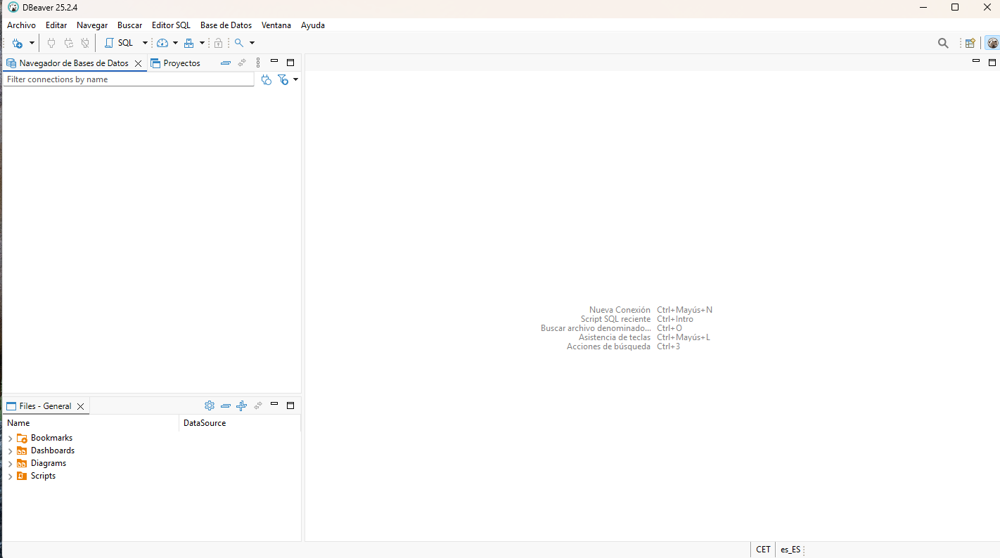 DBeaver 25.2.4
Archivo Editar Navegar Buscar Editor SQL Base de Datos Ventana Ayuda
SQL
Navegador de Bases de Datos Proyectos
Filter connections by name
Nueva Conexión Ctrl+Mayús+N
Script SQL reciente Ctrl+Intro
Buscar archivo denominado... Ctrl+O
Asistencia de teclas Ctrl+Mayús+L
Acciones de búsqueda Ctrl+3
Files - General
Name DataSource
Bookmarks
Dashboards
Diagrams
Scripts
CET es_ES